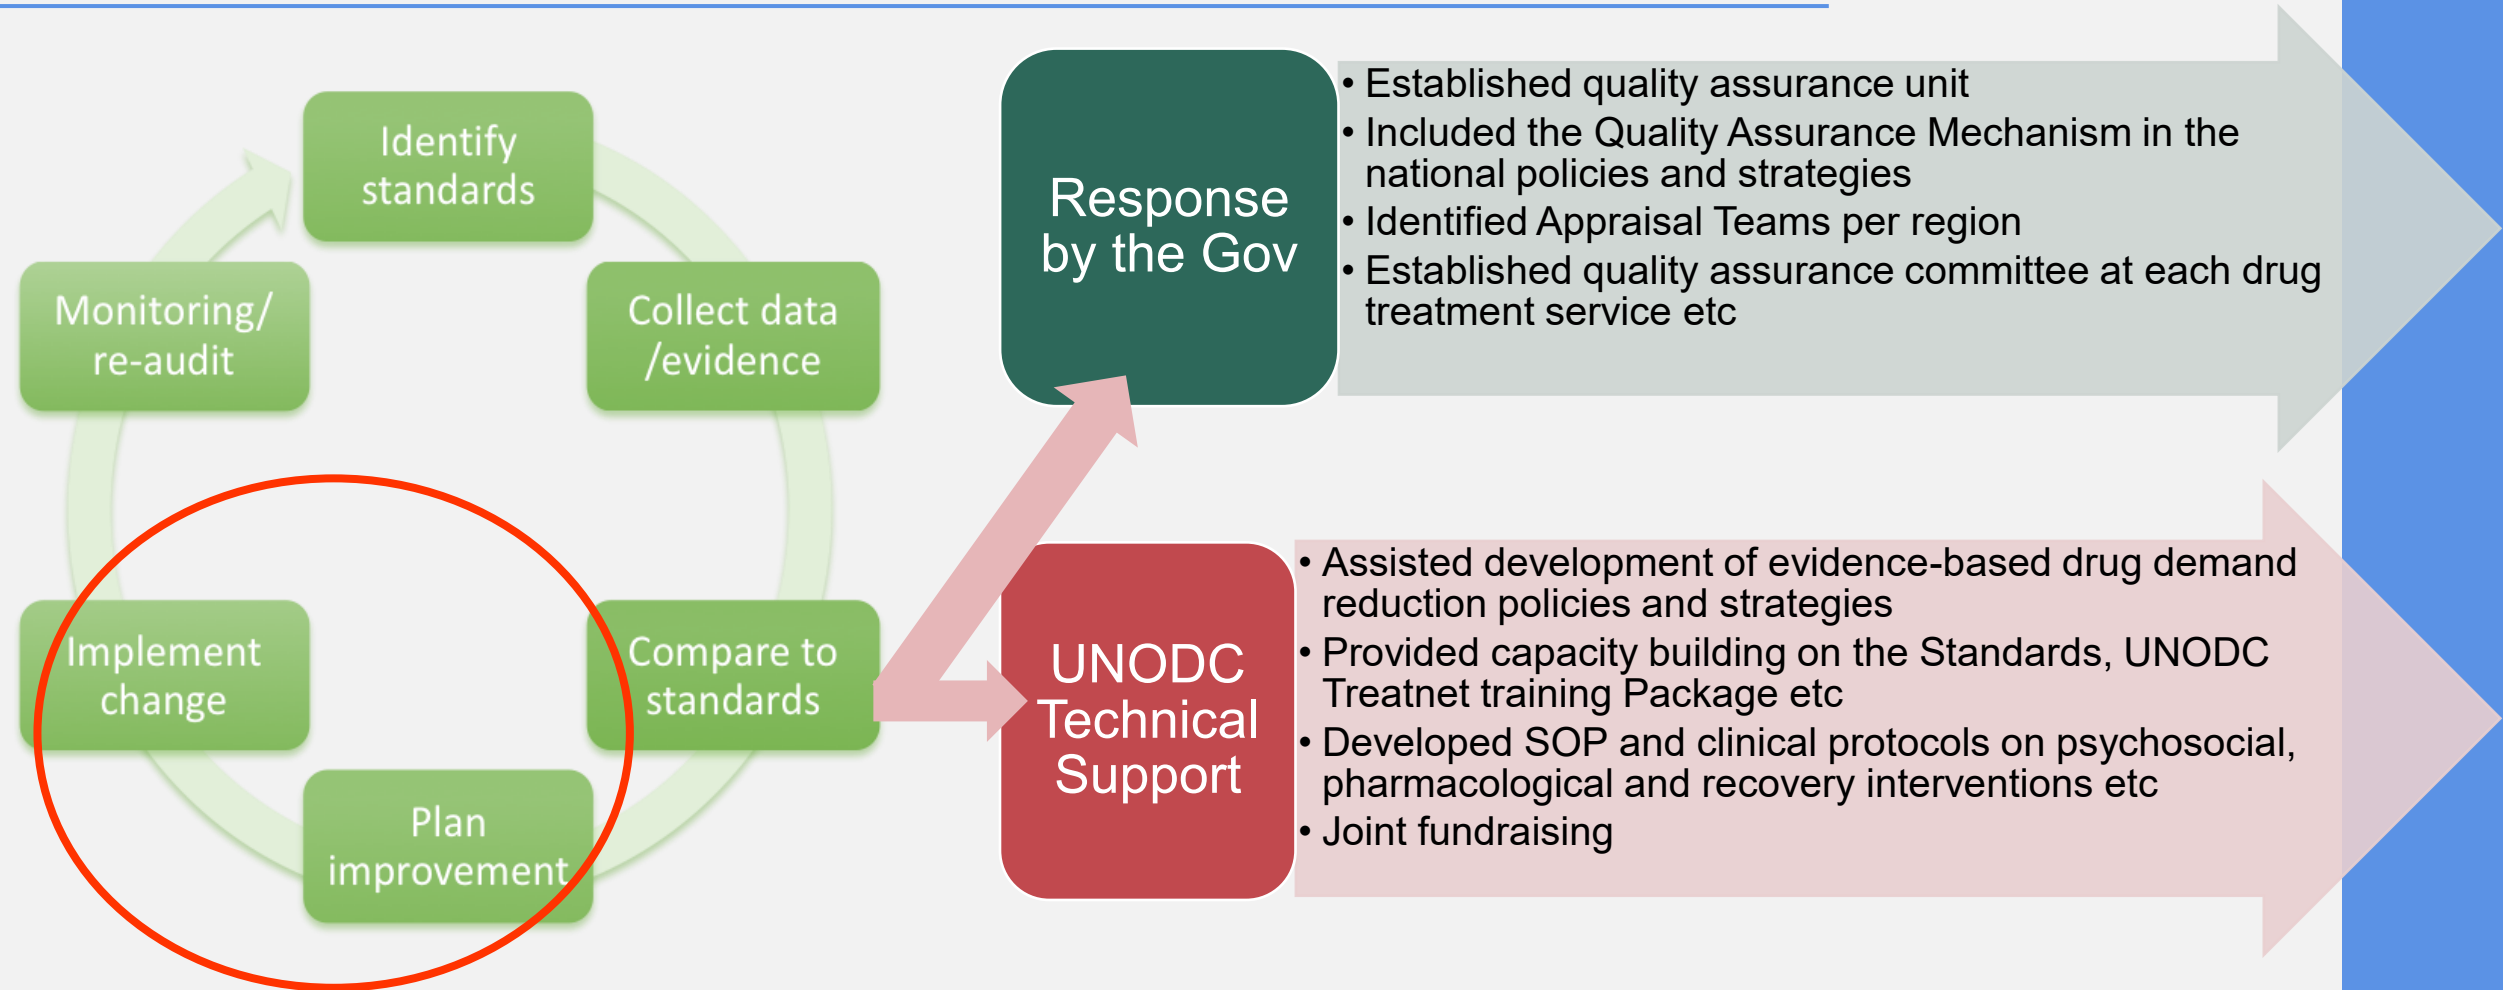 Identify
standards
Collect data
/evidence
Compare to
standards
Plan
improvement
Implement
change
Monitoring/
re-audit
Response
by the Gov
• Established quality assurance unit
• Included the Quality Assurance Mechanism in the
national policies and strategies
• Identified Appraisal Teams per region
• Established quality assurance committee at each drug
treatment service etc
UNODC
Technical
Support
• Assisted development of evidence-based drug demand
reduction policies and strategies
• Provided capacity building on the Standards, UNODC
Treatnet training Package etc
• Developed SOP and clinical protocols on psychosocial,
pharmacological and recovery interventions etc
• Joint fundraising